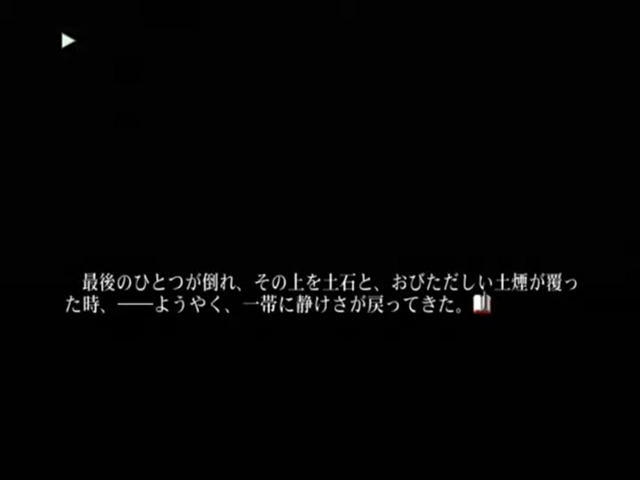 最後のひとつが倒れ、その上を土石と、おびただしい土煙が覆っ
た時、――ようやく、一帯に静けさが戻ってきた。